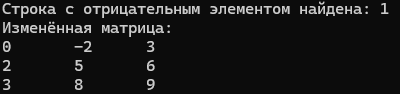 Строка с отрицательным элементом найдена: 1
Изменённая матрица:
0 -2 3
2 5 6
3 8 9